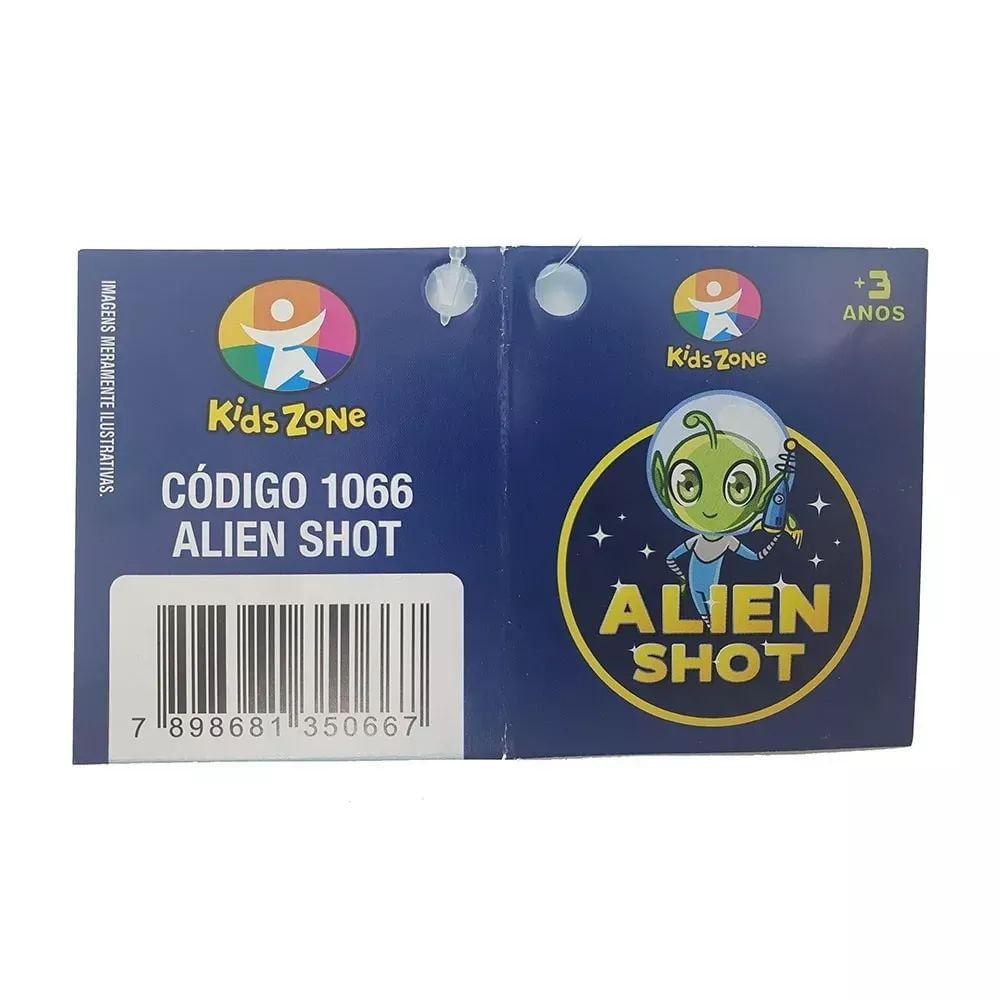 IMAGENS MERAMENTE ILUSTRATIVAS.
Kids Zone
CÓDIGO 1066
ALIEN SHOT
7 898681 350667
Kids Zone
+3
ANOS
ALIEN
SHOT